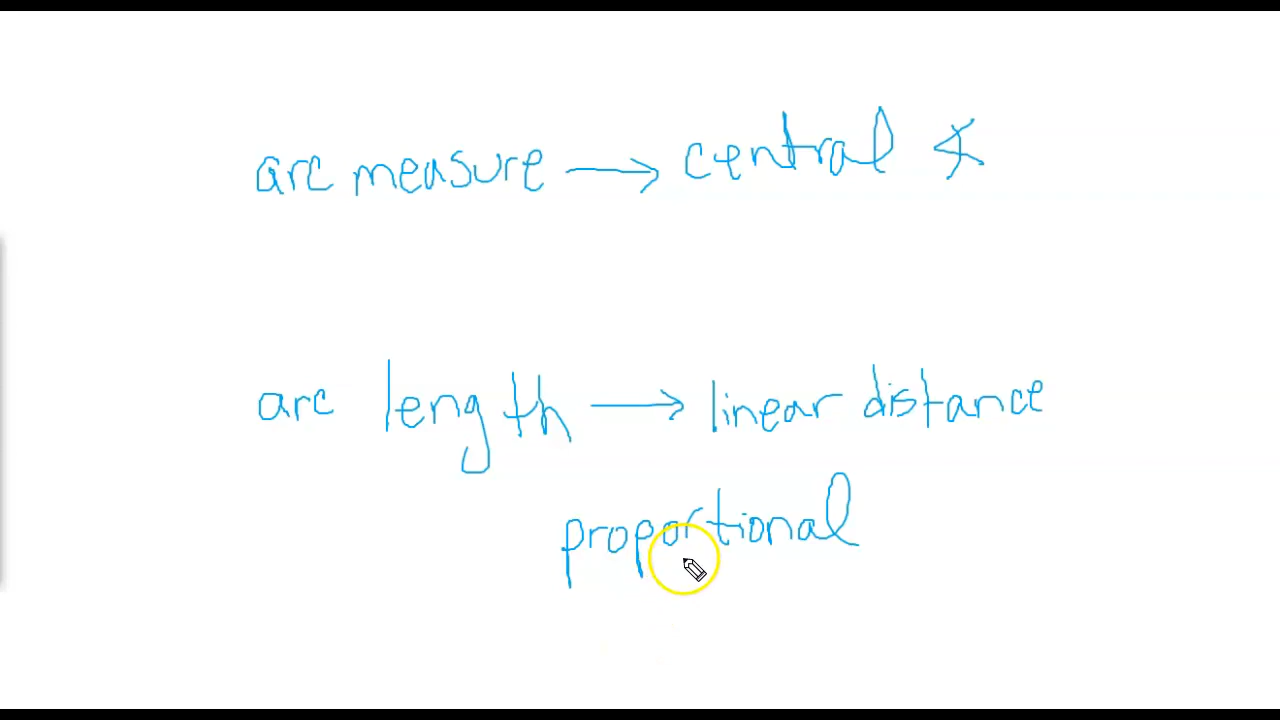 arc measure → central ∢
arc length → linear distance
proportional